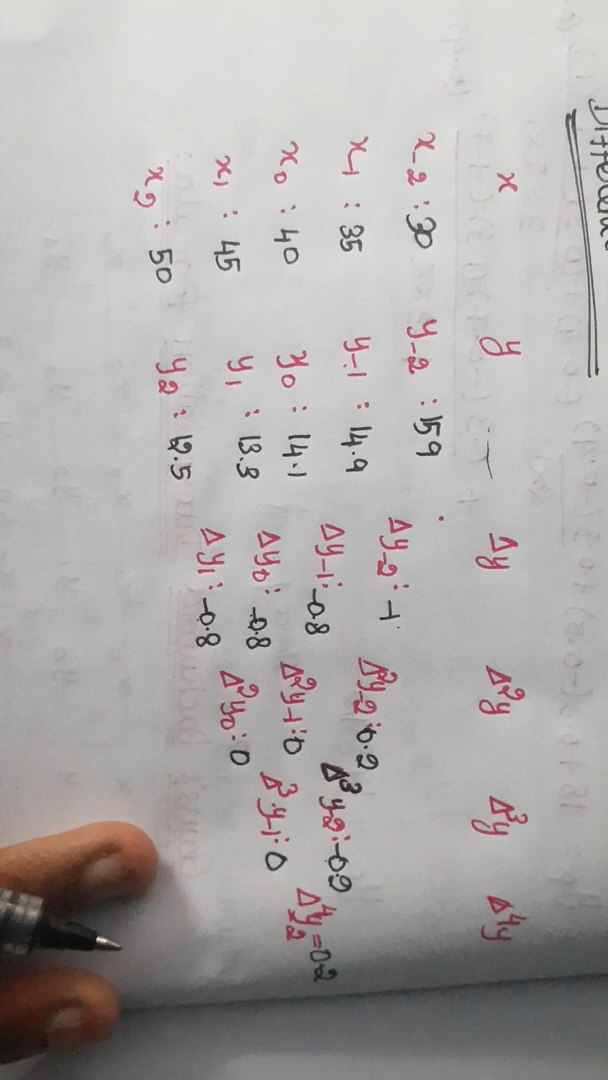 x y Δy Δ²y Δ³y Δ⁴y
x-2 : 30 y-2 : 159
Δy-2 : -1
x-1 : 35 y-1 : 14.9 Δ²y-2 : 0.2
Δy-1 : -0.8 Δ³y-2 : -0.2
x0 : 40 y0 : 14.1 Δ²y-1 : 0 Δ⁴y-2 = 0.2
Δy0 : -0.8 Δ³y-1 : 0
x1 : 45 y1 : 13.3 Δ²y0 : 0
Δy1 : -0.8
x2 : 50 y2 : 12.5